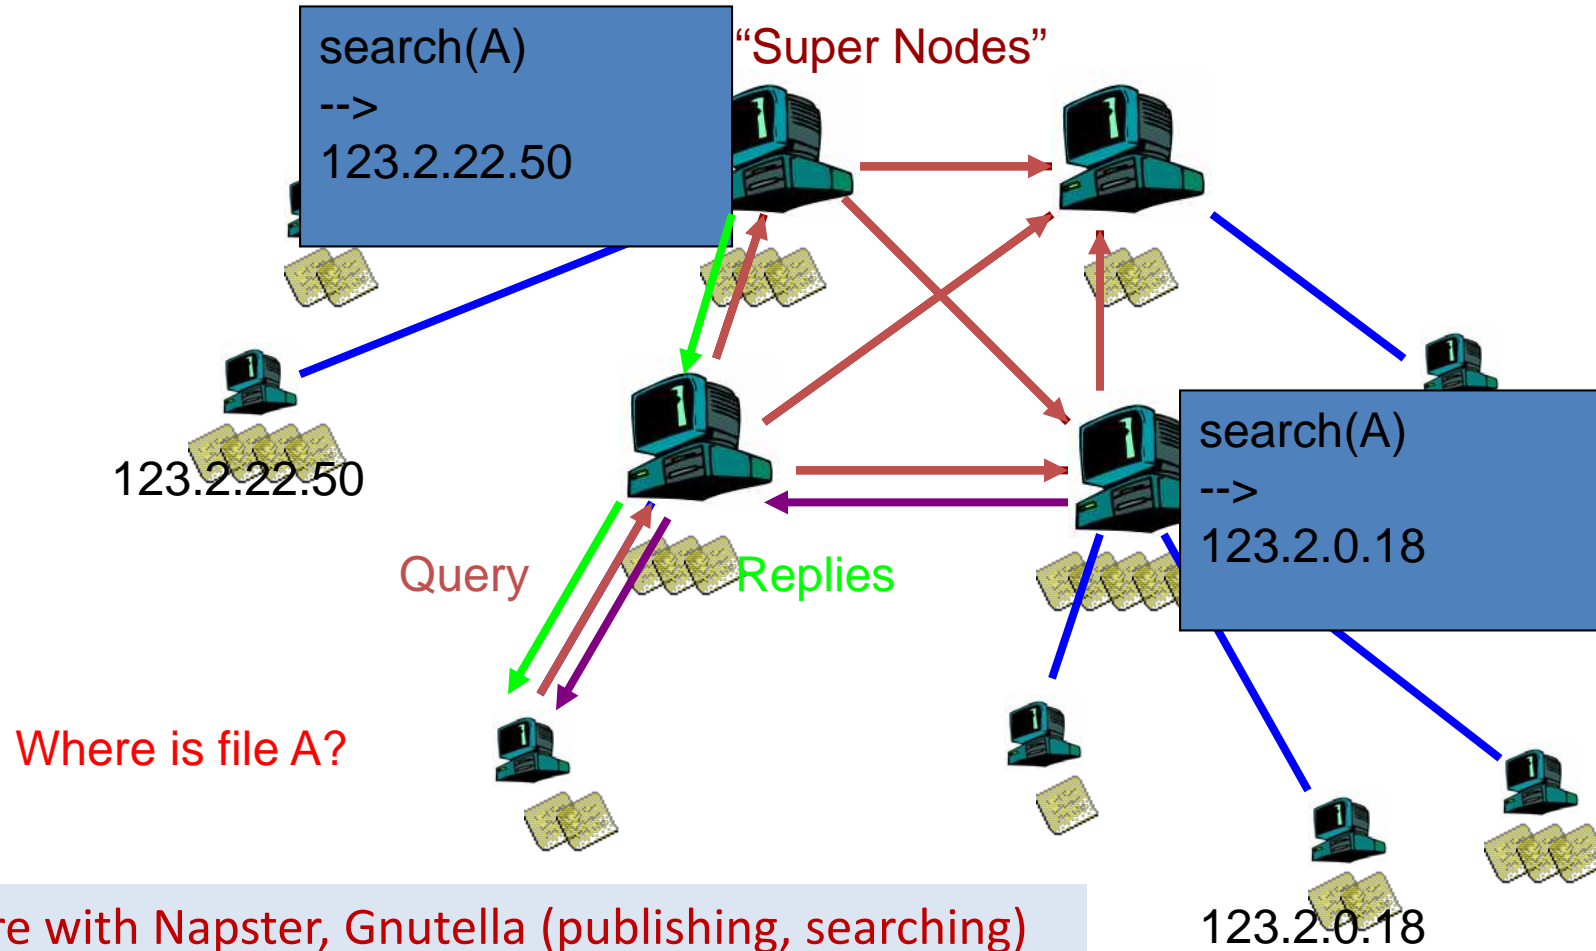 search(A)
-->
123.2.22.50
“Super Nodes”
123.2.22.50
search(A)
-->
123.2.0.18
Query
Replies
Where is file A?
re with Napster, Gnutella (publishing, searching)
123.2.0.18